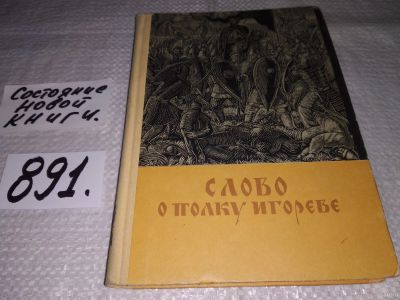 Состояние
новой
книги.
891.
СЛОВО
О ПОЛКУ ИГОРЕВЕ